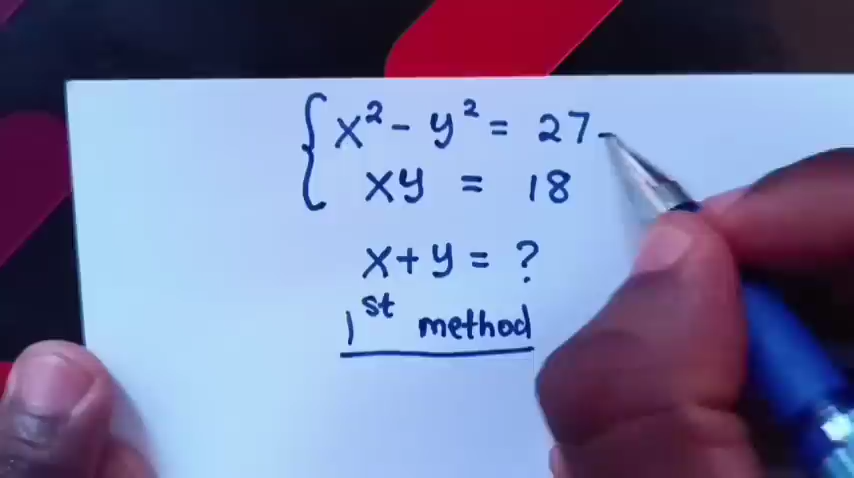 x² - y² = 27
xy = 18
x + y = ?
1st method